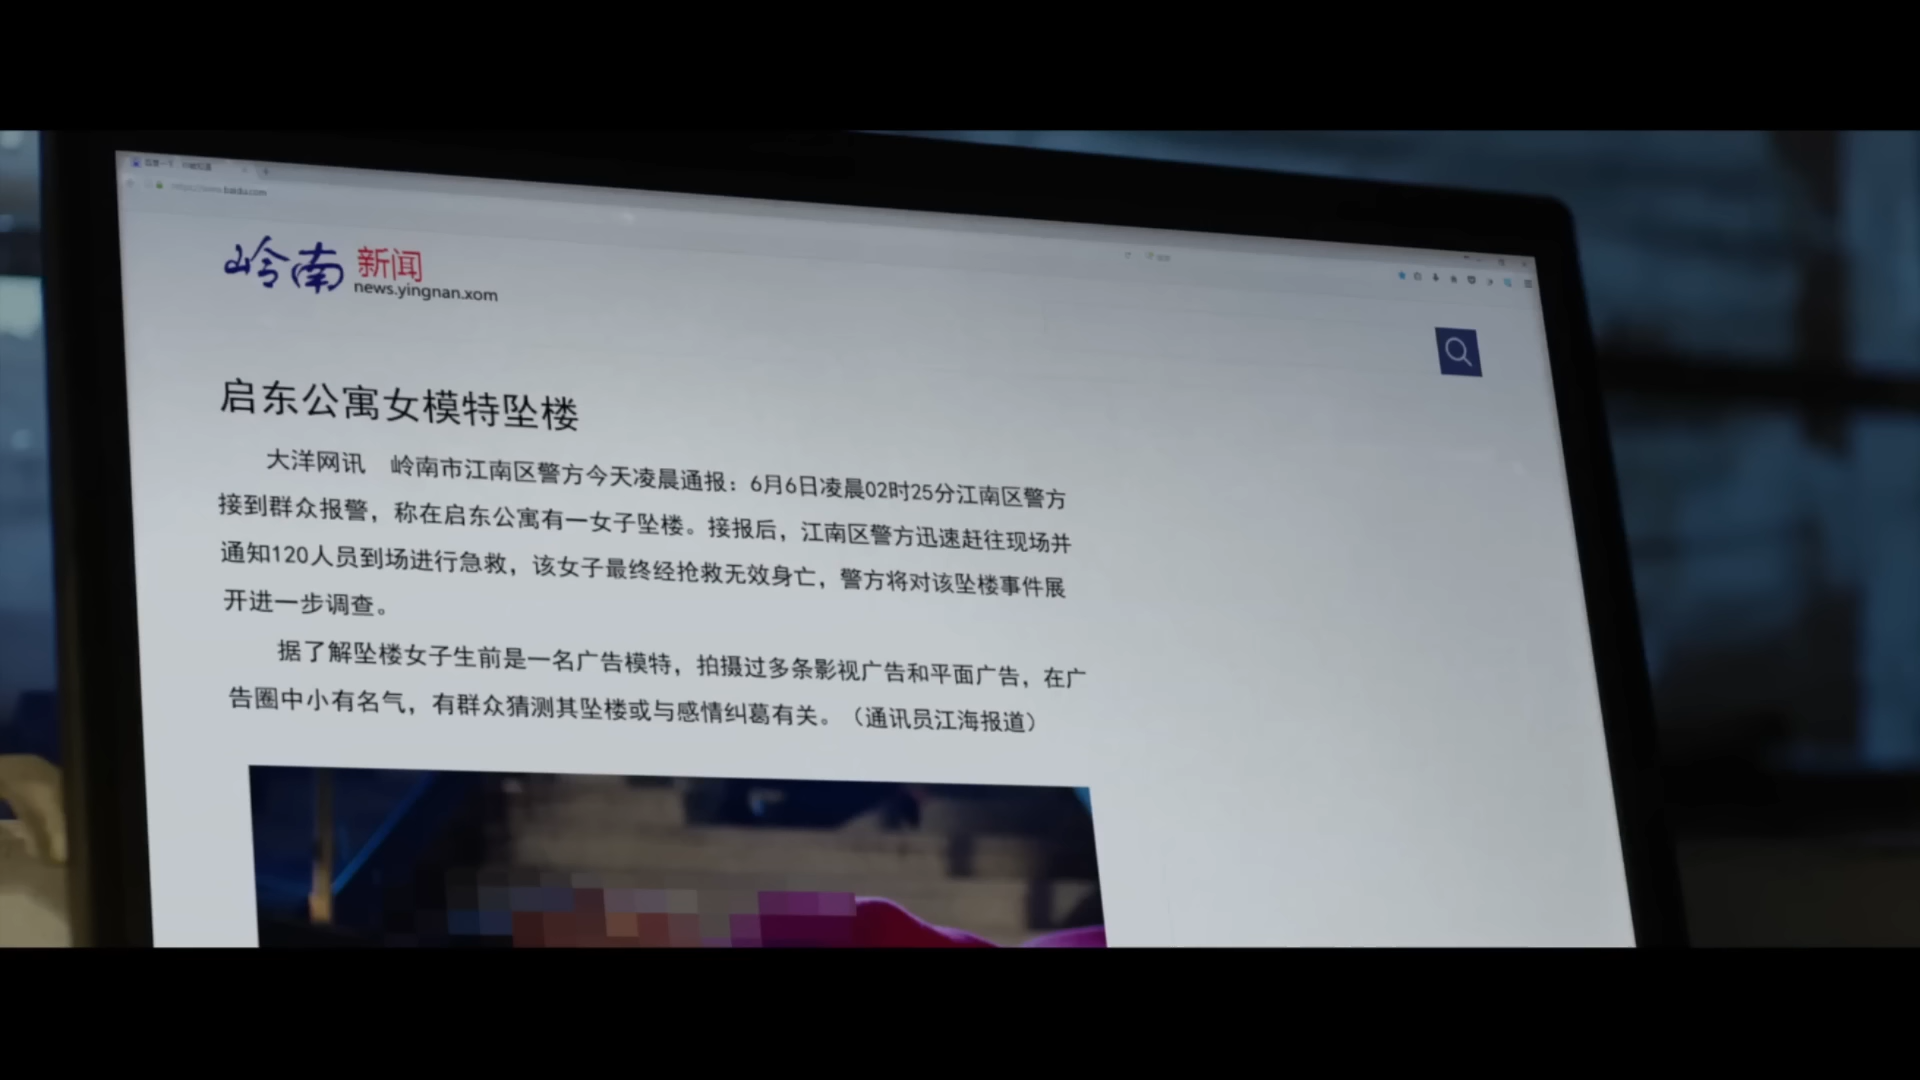 https://www.baidu.com
岭南 新闻
news.yingnan.xom
启东公寓女模特坠楼
大洋网讯　岭南市江南区警方今天凌晨通报：6月6日凌晨02时25分江南区警方
接到群众报警，称在启东公寓有一女子坠楼。接报后，江南区警方迅速赶往现场并
通知120人员到场进行急救，该女子最终经抢救无效身亡，警方将对该坠楼事件展
开进一步调查。
据了解坠楼女子生前是一名广告模特，拍摄过多条影视广告和平面广告，在广
告圈中小有名气，有群众猜测其坠楼或与感情纠葛有关。（通讯员江海报道）